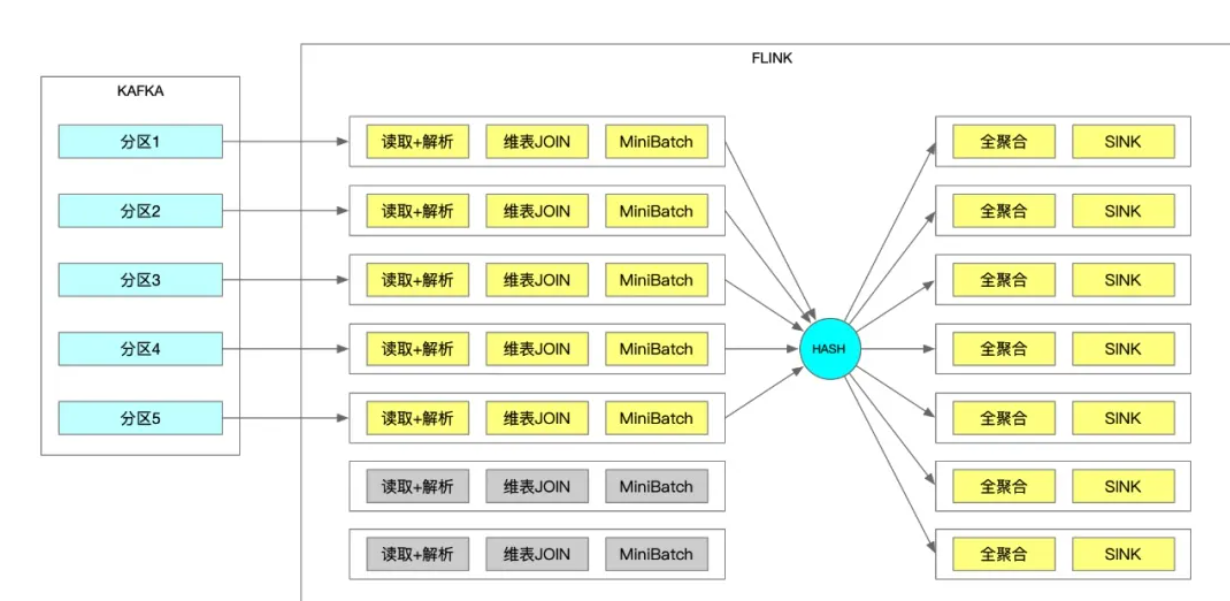 FLINK
KAFKA
分区1 读取+解析 维表JOIN MiniBatch 全聚合 SINK
分区2 读取+解析 维表JOIN MiniBatch 全聚合 SINK
分区3 读取+解析 维表JOIN MiniBatch 全聚合 SINK
分区4 读取+解析 维表JOIN MiniBatch HASH 全聚合 SINK
分区5 读取+解析 维表JOIN MiniBatch 全聚合 SINK
读取+解析 维表JOIN MiniBatch 全聚合 SINK
读取+解析 维表JOIN MiniBatch 全聚合 SINK